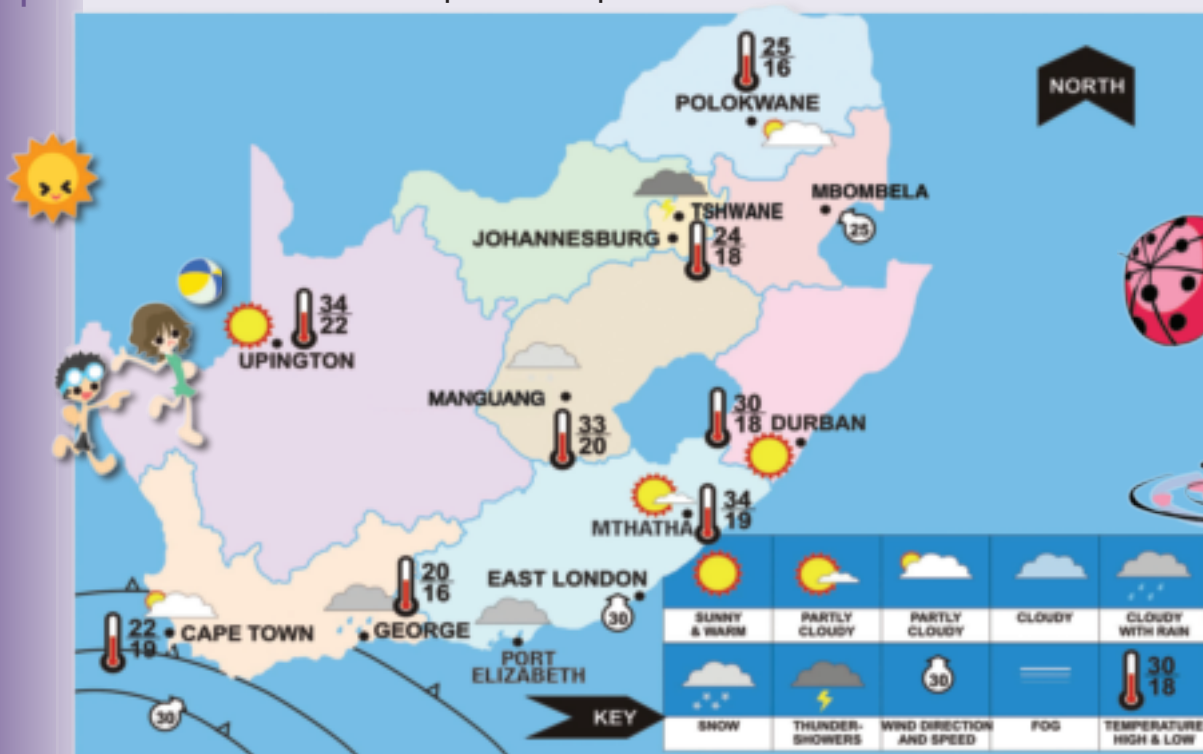 25
16
POLOKWANE
NORTH
MBOMBELA
25
TSHWANE
JOHANNESBURG
24
18
34
22
UPINGTON
MANGUANG
33
20
30
18
DURBAN
34
19
MTHATHA
20
16
EAST LONDON
30
22
19
CAPE TOWN
GEORGE
PORT
ELIZABETH
30
KEY
SUNNY
& WARM
PARTLY
CLOUDY
PARTLY
CLOUDY
CLOUDY
CLOUDY
WITH RAIN
30
30
18
SNOW
THUNDER-
SHOWERS
WIND DIRECTION
AND SPEED
FOG
TEMPERATURE
HIGH & LOW